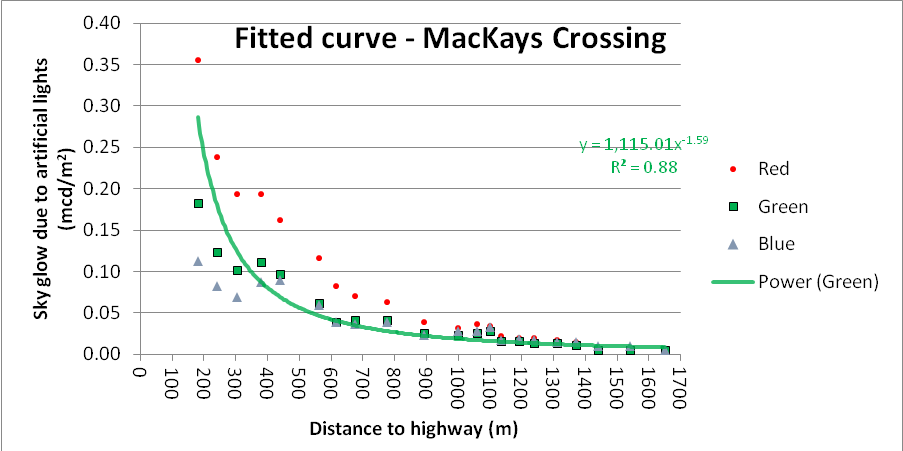 Fitted curve - MacKays Crossing
Sky glow due to artificial lights
(mcd/m²)
0.40
0.35
0.30
0.25
0.20
0.15
0.10
0.05
0.00
y = 1,115.01x^-1.59
R² = 0.88
Red
Green
Blue
Power (Green)
0
100
200
300
400
500
600
700
800
900
1000
1100
1200
1300
1400
1500
1600
1700
Distance to highway (m)